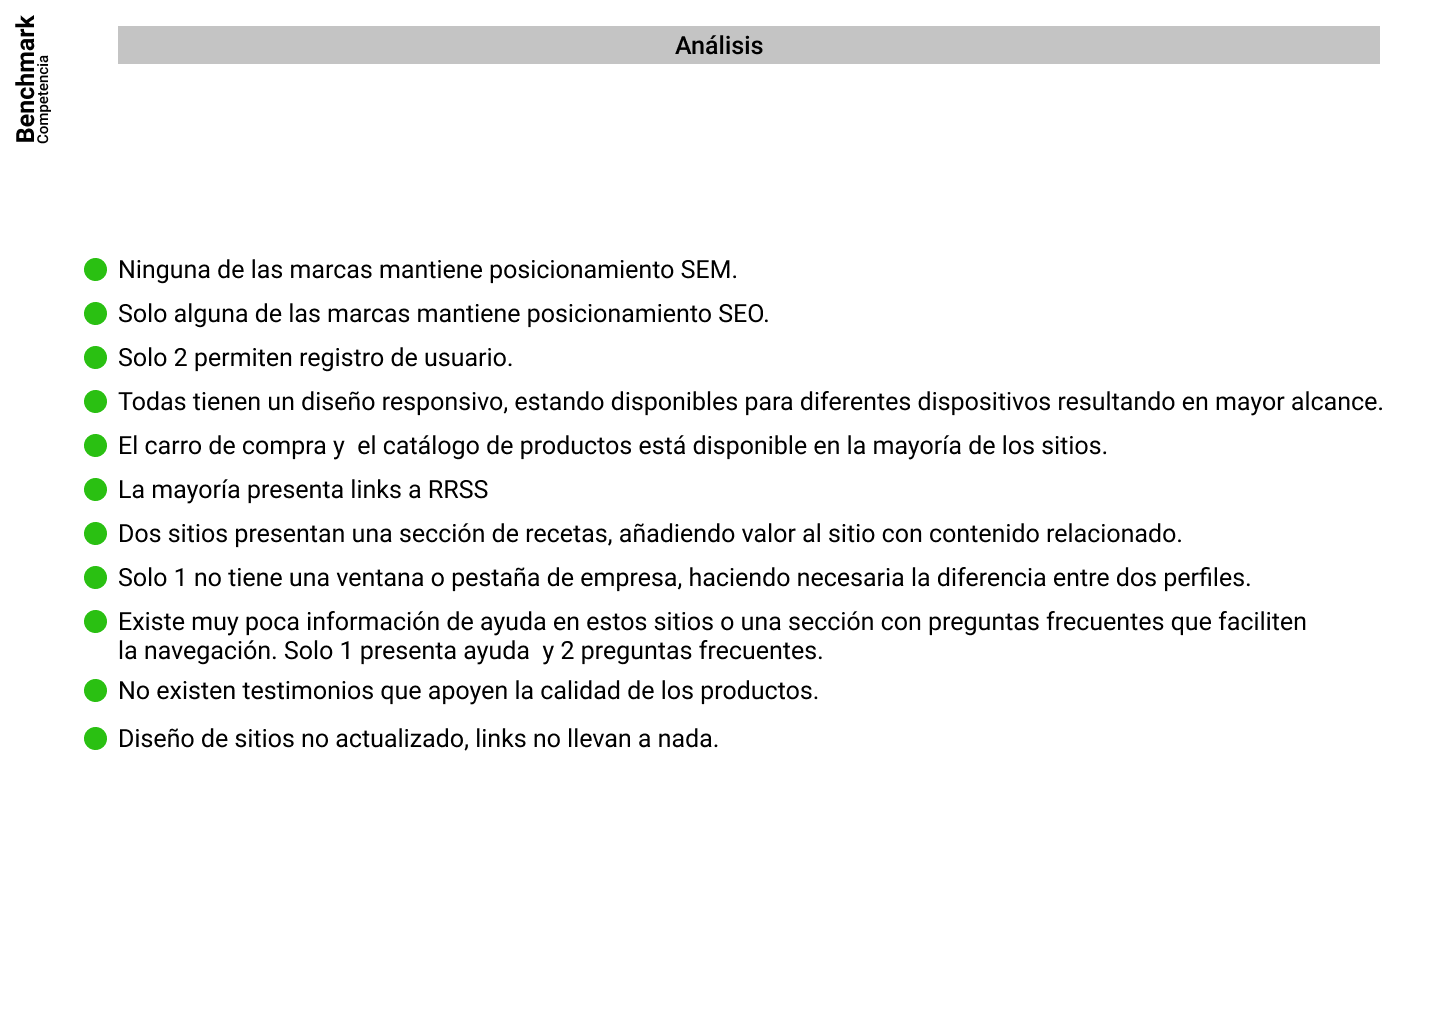 Benchmark
Competencia
Análisis
Ninguna de las marcas mantiene posicionamiento SEM.
Solo alguna de las marcas mantiene posicionamiento SEO.
Solo 2 permiten registro de usuario.
Todas tienen un diseño responsivo, estando disponibles para diferentes dispositivos resultando en mayor alcance.
El carro de compra y  el catálogo de productos está disponible en la mayoría de los sitios.
La mayoría presenta links a RRSS
Dos sitios presentan una sección de recetas, añadiendo valor al sitio con contenido relacionado.
Solo 1 no tiene una ventana o pestaña de empresa, haciendo necesaria la diferencia entre dos perfiles.
Existe muy poca información de ayuda en estos sitios o una sección con preguntas frecuentes que faciliten
la navegación. Solo 1 presenta ayuda  y 2 preguntas frecuentes.
No existen testimonios que apoyen la calidad de los productos.
Diseño de sitios no actualizado, links no llevan a nada.